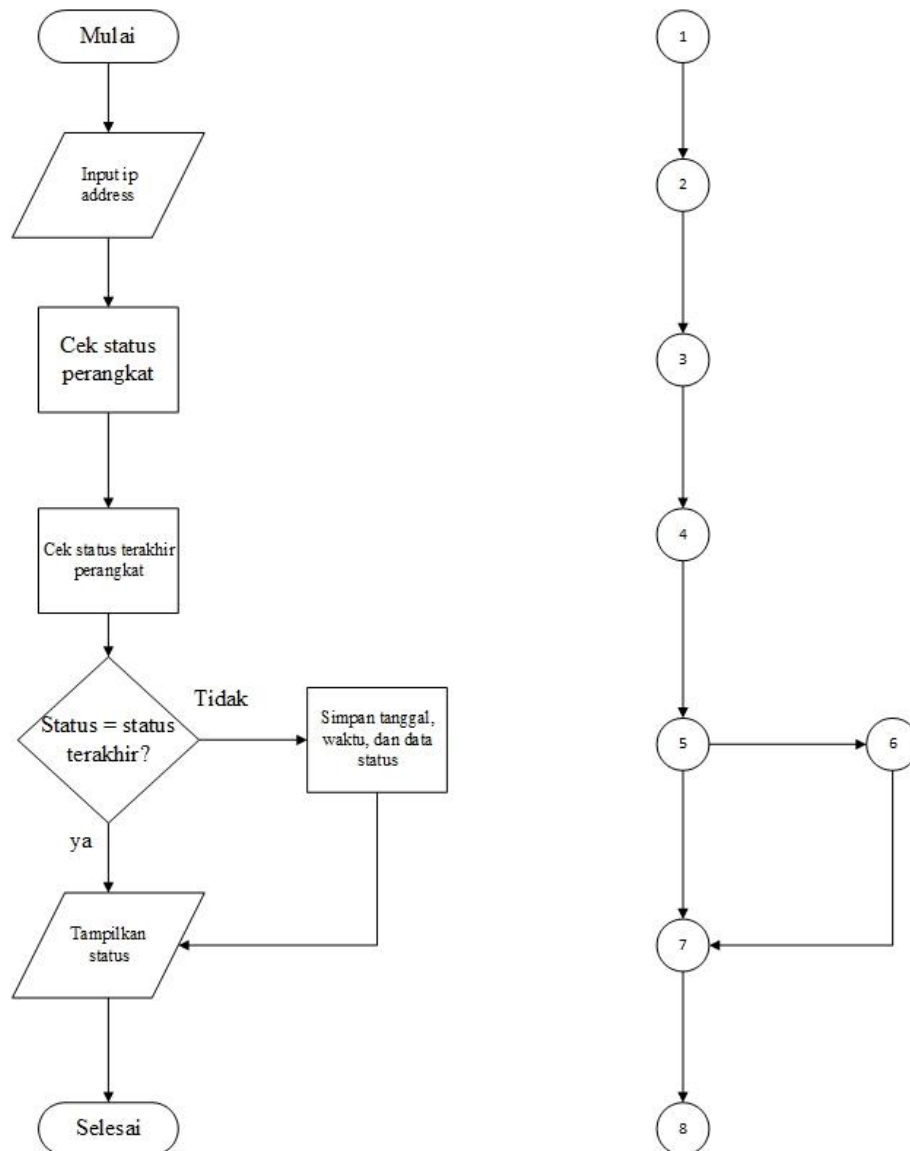 Mulai
Input ip
address
Cek status
perangkat
Cek status terakhir
perangkat
Status = status
terakhir?
Tidak
Simpan tanggal,
waktu, dan data
status
ya
Tampilkan
status
Selesai
1
2
3
4
5
6
7
8